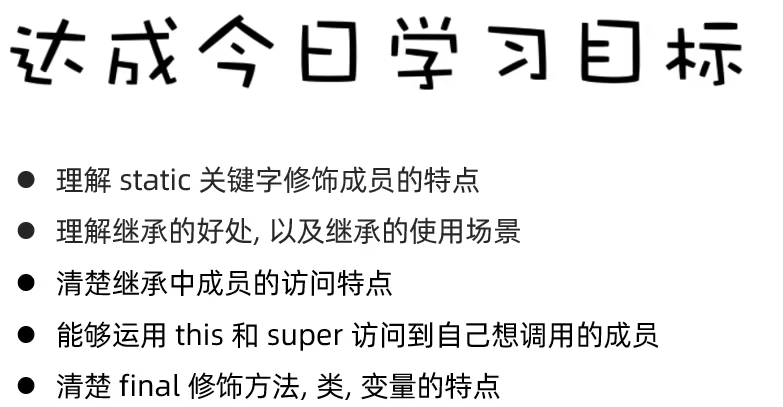 达成今日学习目标
● 理解 static 关键字修饰成员的特点
● 理解继承的好处, 以及继承的使用场景
● 清楚继承中成员的访问特点
● 能够运用 this 和 super 访问到自己想调用的成员
● 清楚 final 修饰方法, 类, 变量的特点